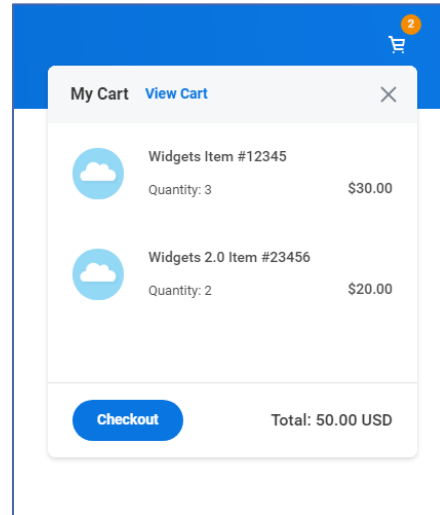 2
My Cart View Cart
Widgets Item #12345
Quantity: 3 $30.00
Widgets 2.0 Item #23456
Quantity: 2 $20.00
Checkout Total: 50.00 USD